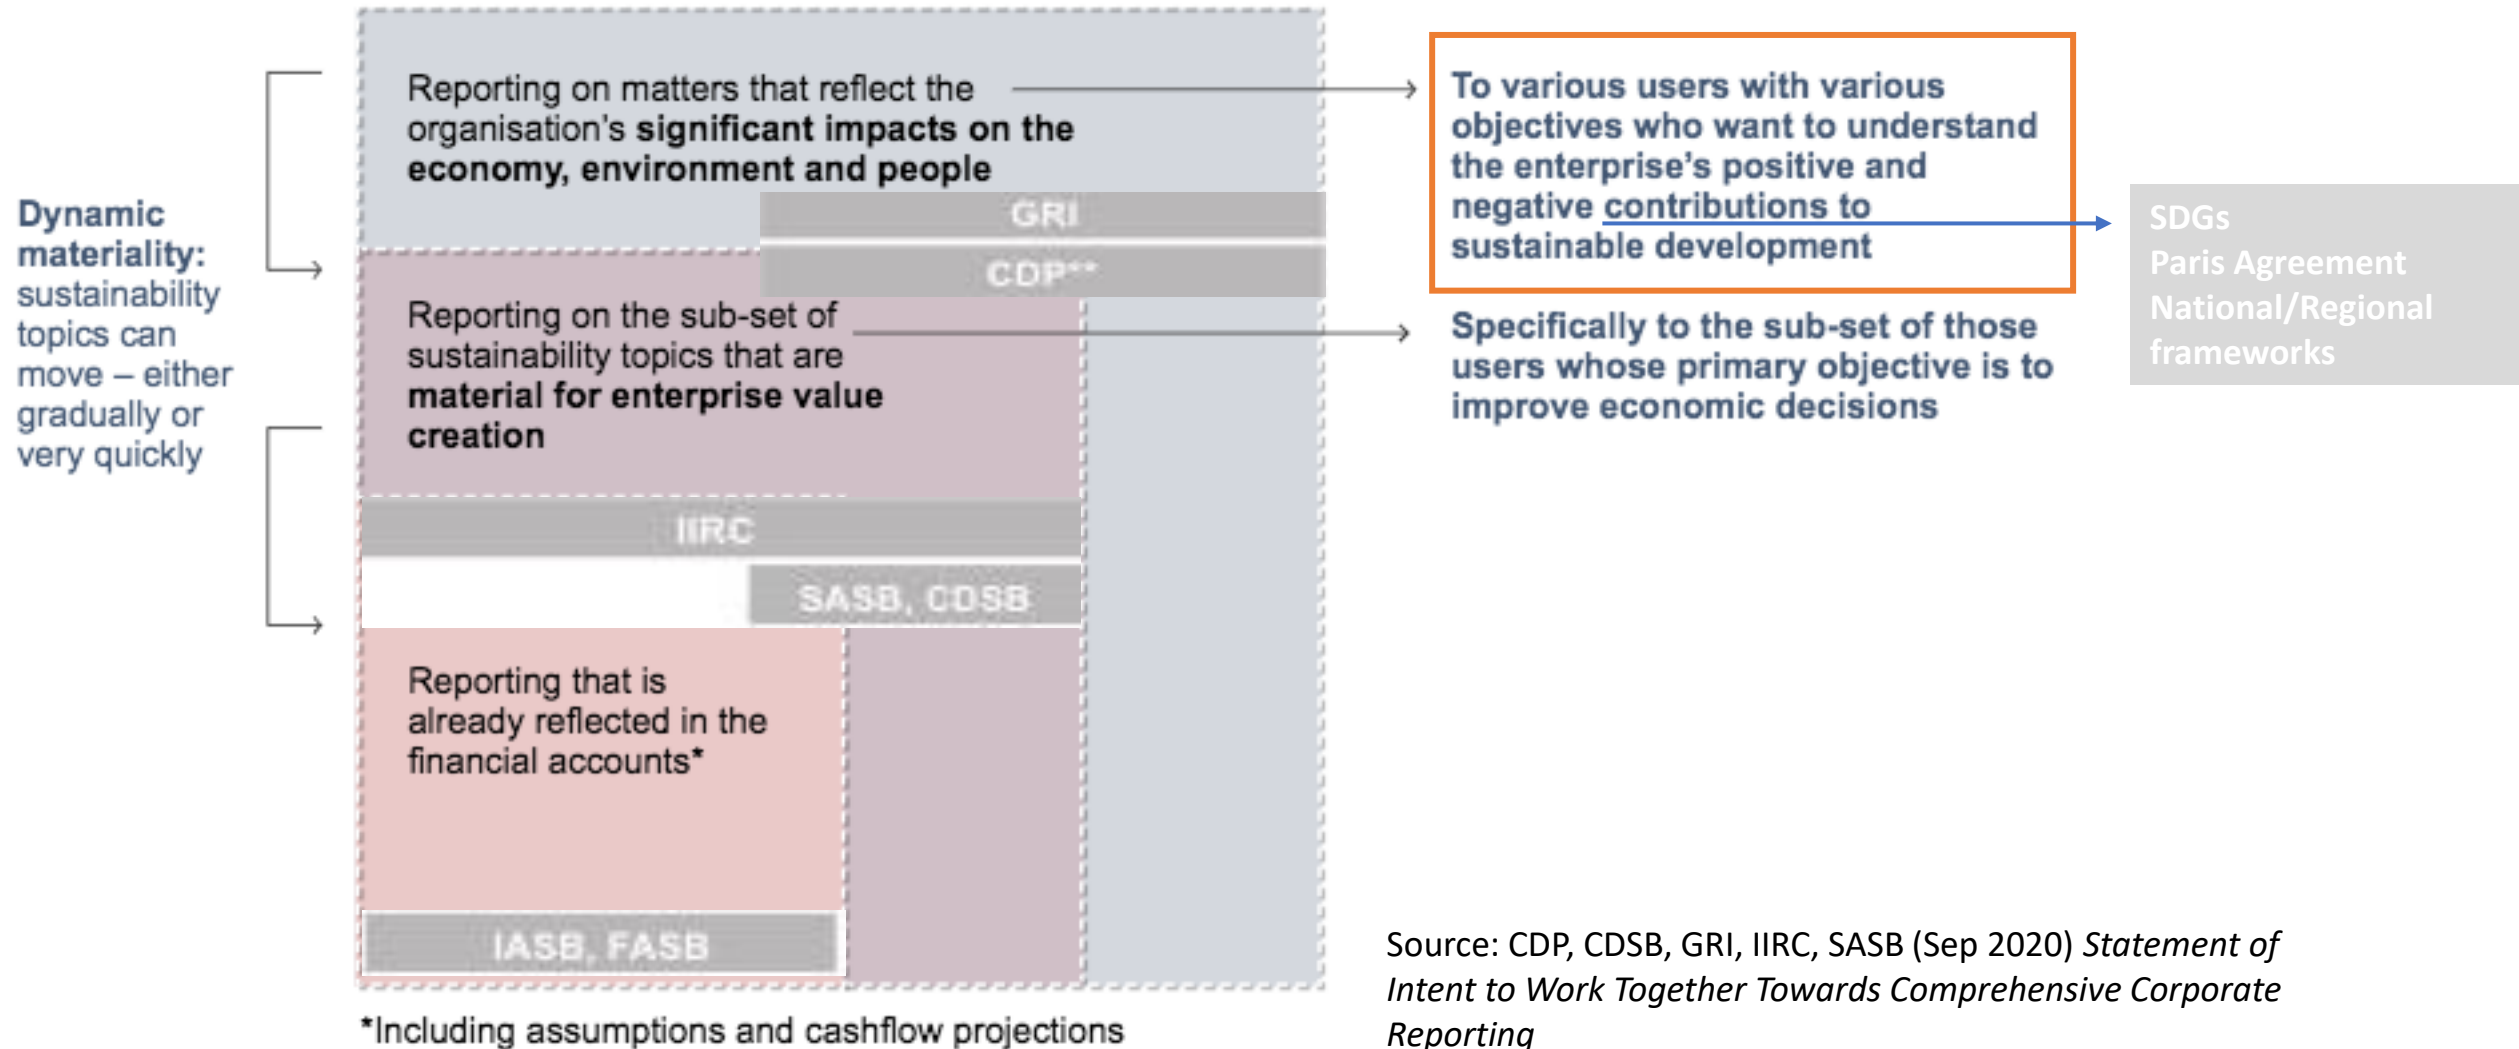 Dynamic
materiality:
sustainability
topics can
move – either
gradually or
very quickly
Reporting on matters that reflect the
organisation's significant impacts on the
economy, environment and people
GRI
CDP**
Reporting on the sub-set of
sustainability topics that are
material for enterprise value
creation
IIRC
SASB, CDSB
Reporting that is
already reflected in the
financial accounts*
IASB, FASB
*Including assumptions and cashflow projections
To various users with various
objectives who want to understand
the enterprise's positive and
negative contributions to
sustainable development
Specifically to the sub-set of those
users whose primary objective is to
improve economic decisions
SDGs
Paris Agreement
National/Regional
frameworks
Source: CDP, CDSB, GRI, IIRC, SASB (Sep 2020) Statement of
Intent to Work Together Towards Comprehensive Corporate
Reporting